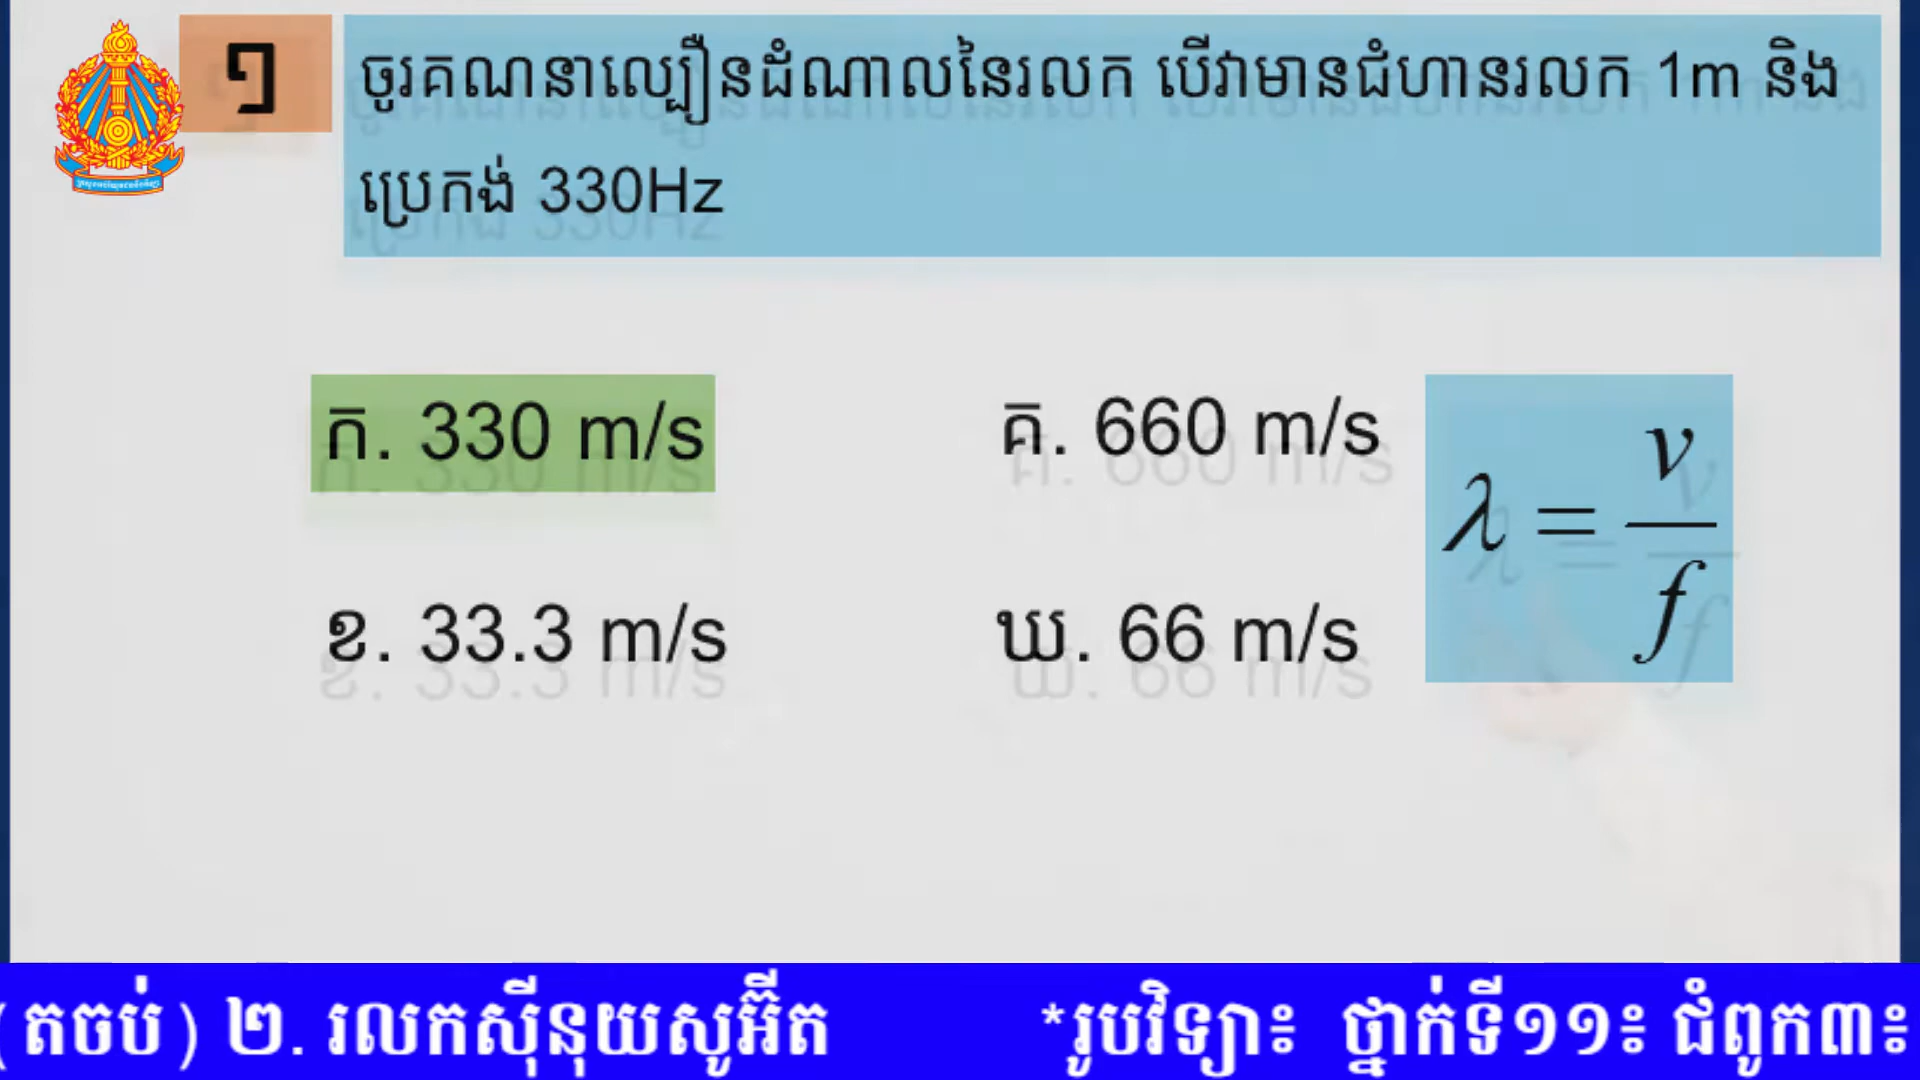 ១
ចូរគណនាល្បឿនដំណាលនៃរលក បើវាមានជំហានរលក 1m និង
ប្រេកង់ 330Hz
ក. 330 m/s
គ. 660 m/s
ខ. 33.3 m/s
ឃ. 66 m/s
λ = v/f
(តចប់) ២. រលកស៊ីនុយសូអ៊ីត *រូបវិទ្យា៖ ថ្នាក់ទី១១៖ ជំពូក៣៖